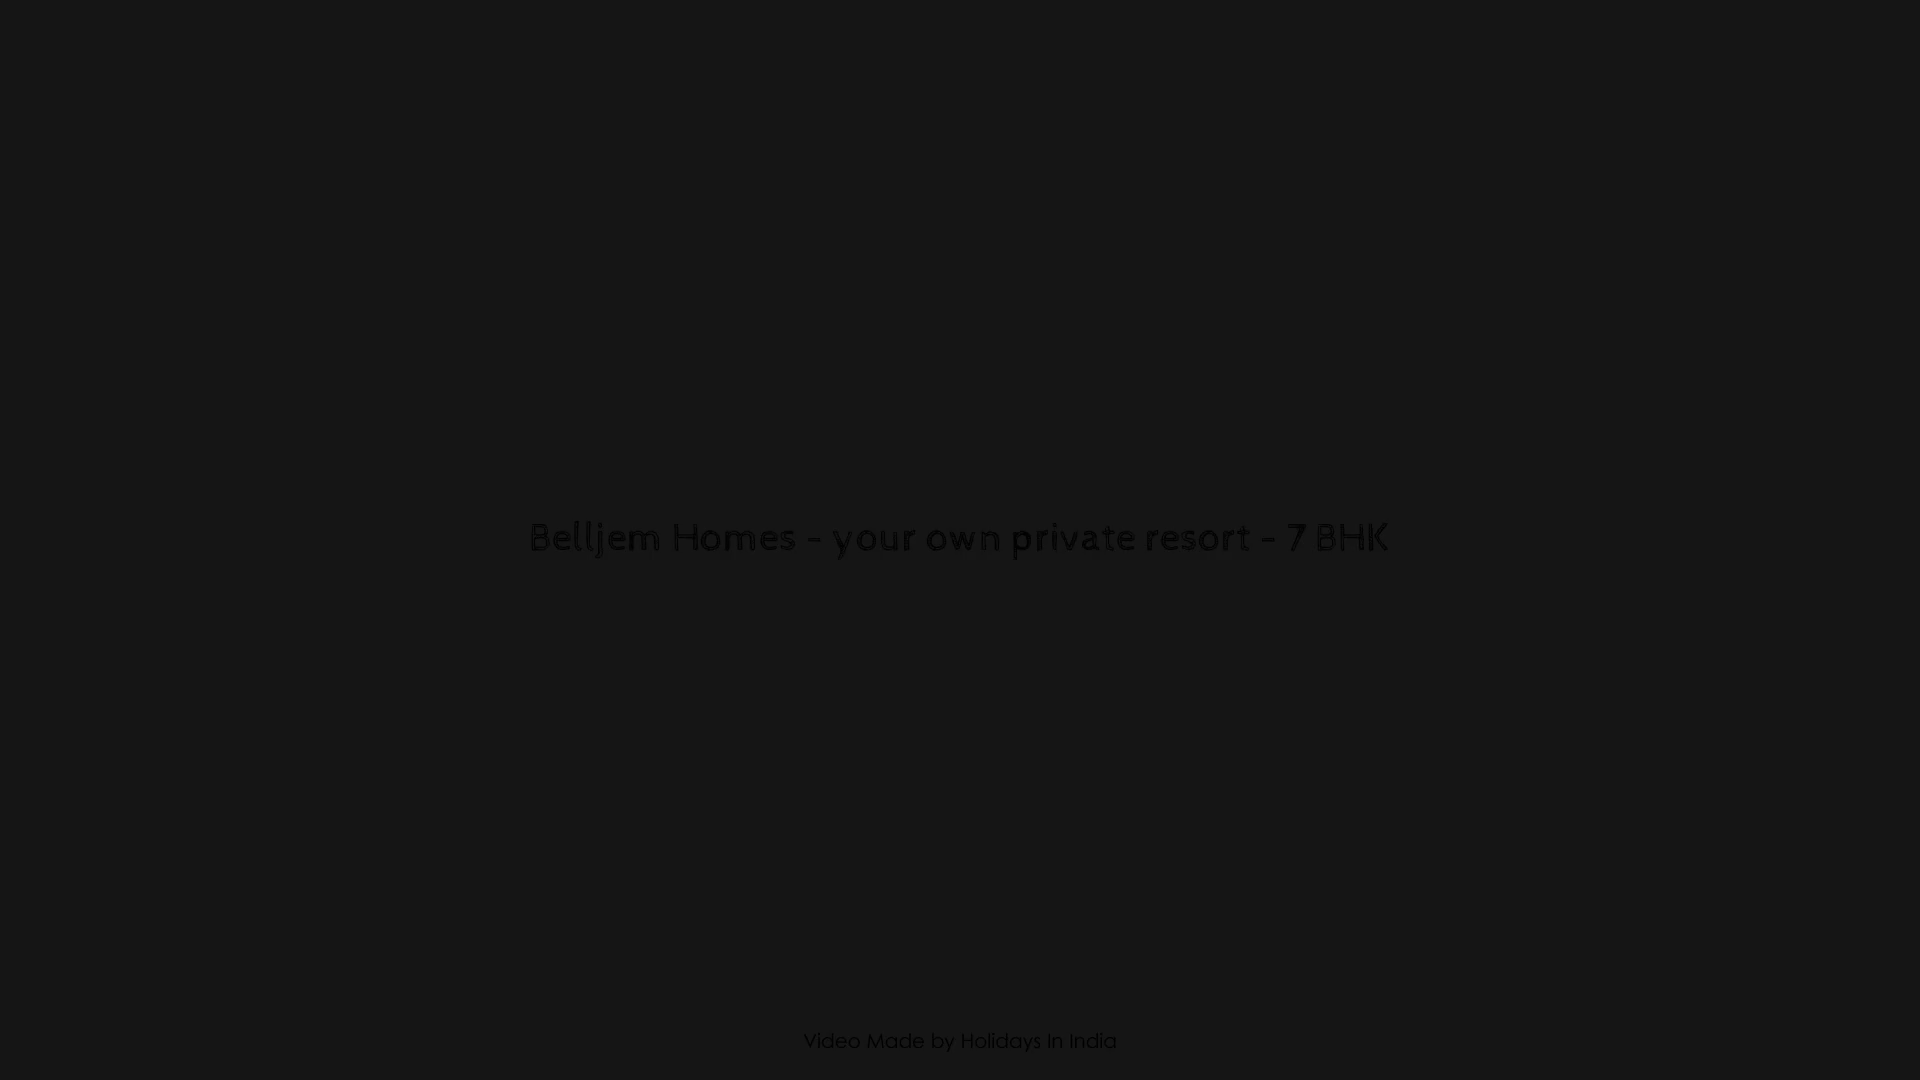 Belljem Homes - your own private resort - 7 BHK
Video Made by Holidays In India